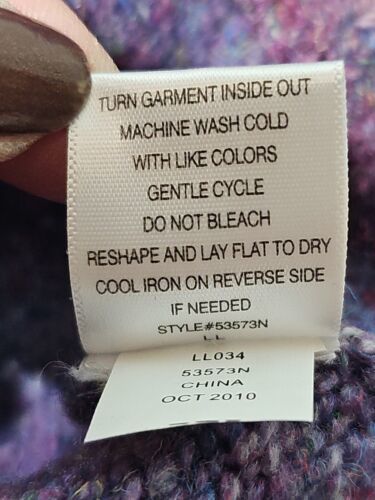 TURN GARMENT INSIDE OUT
MACHINE WASH COLD
WITH LIKE COLORS
GENTLE CYCLE
DO NOT BLEACH
RESHAPE AND LAY FLAT TO DRY
COOL IRON ON REVERSE SIDE
IF NEEDED
STYLE#53573N
LL
LL034
53573N
CHINA
OCT 2010